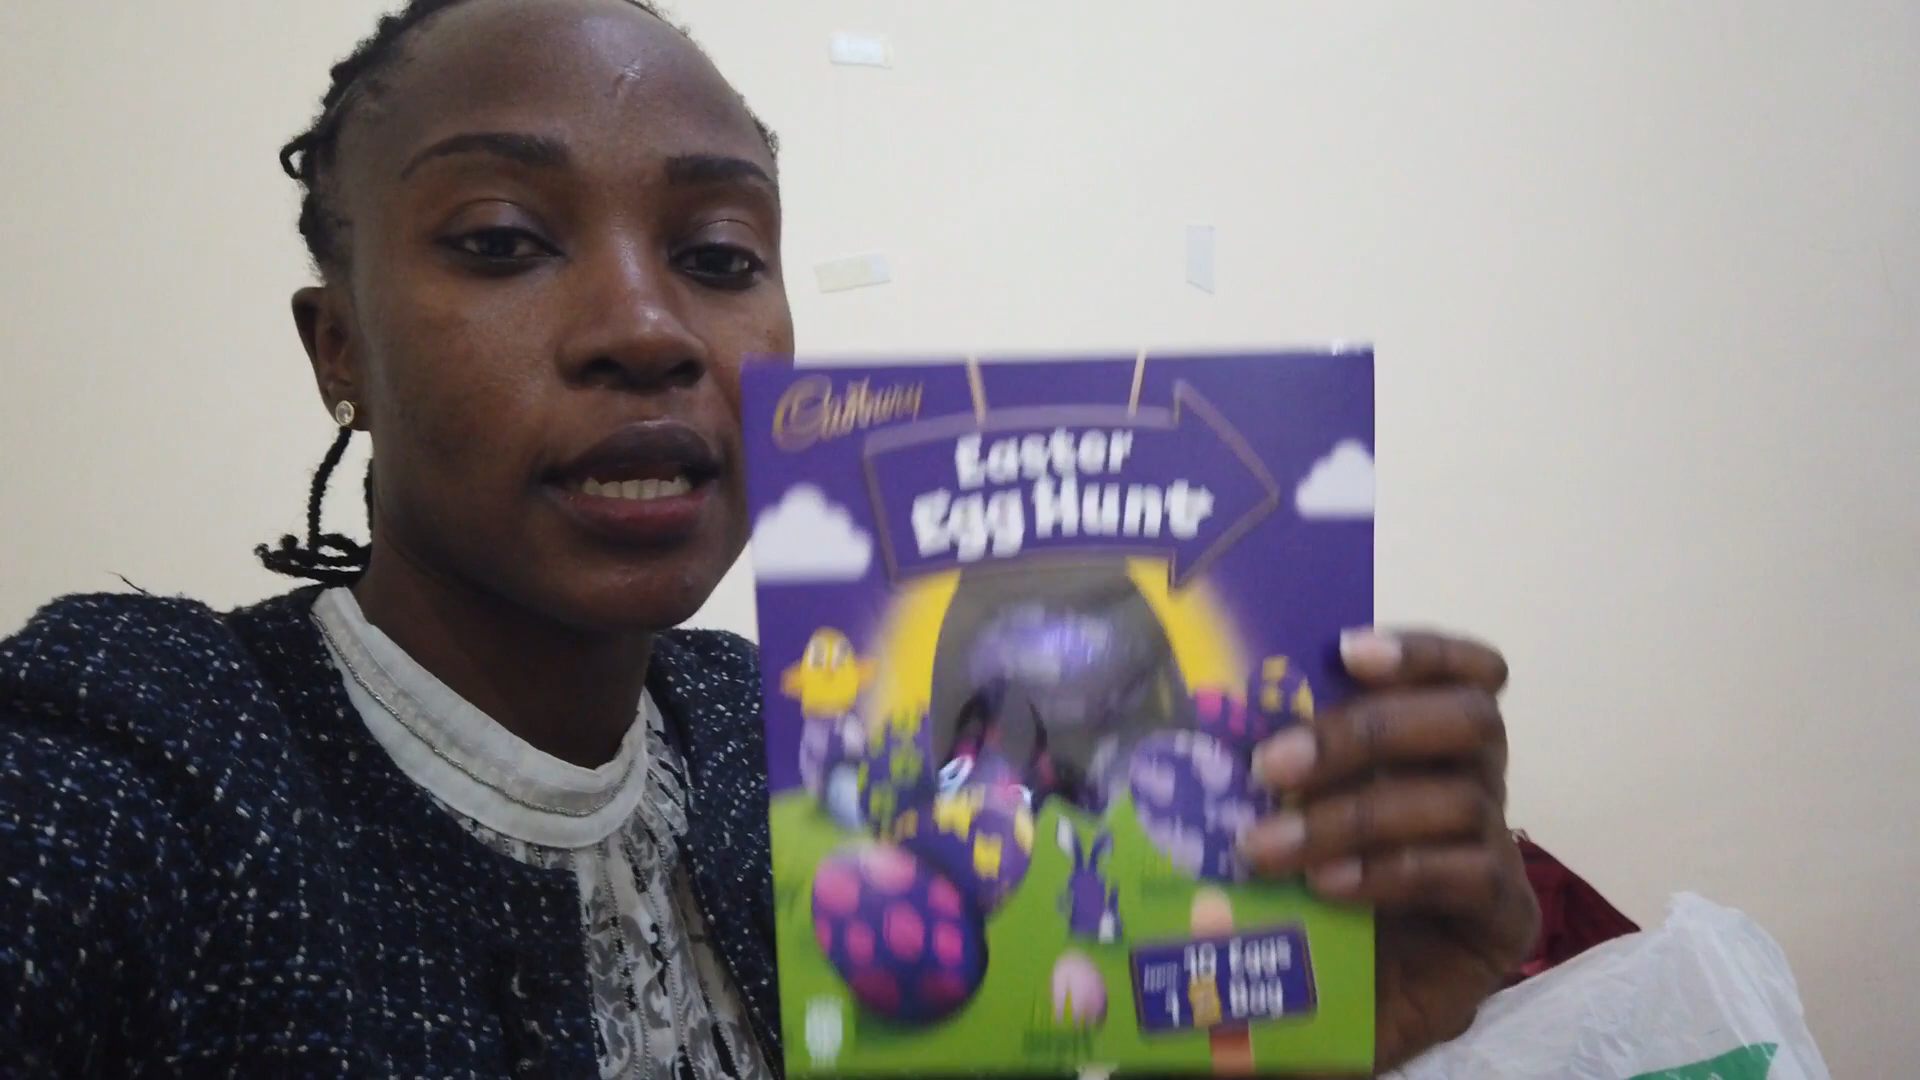 Cadbury
Easter
Egg Hunt
10 Eggs
1 Bag